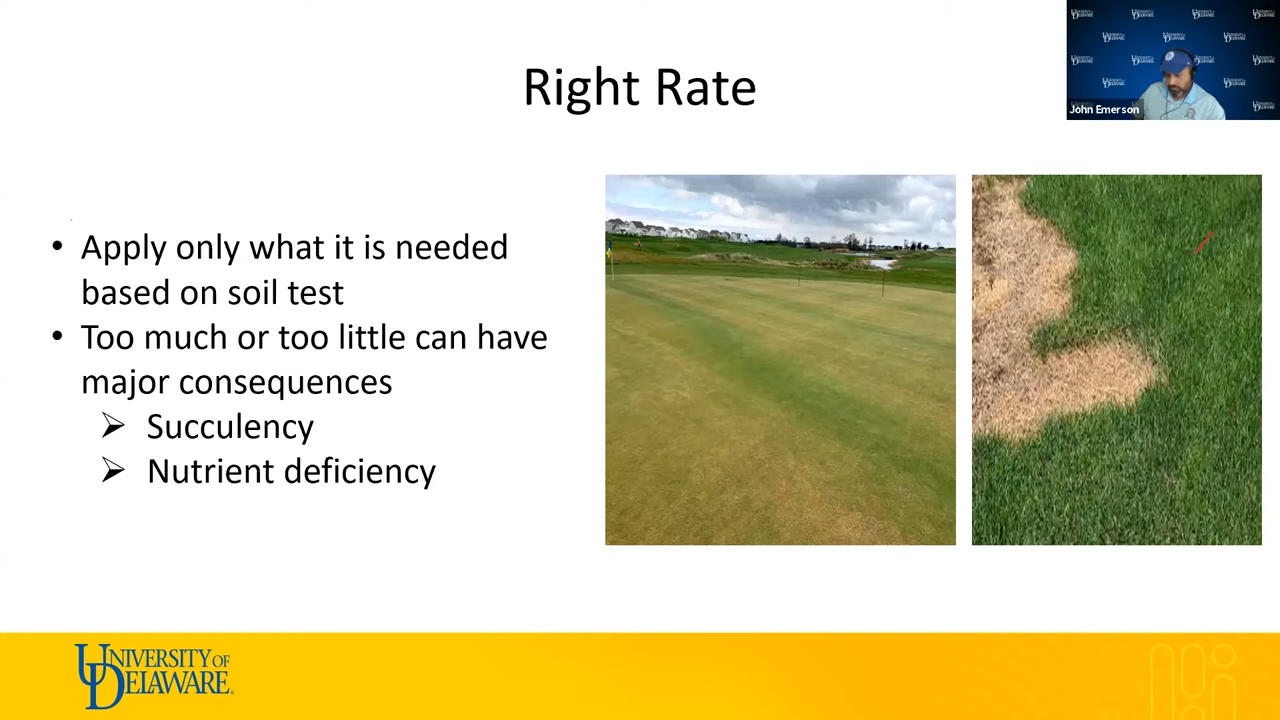 Right Rate
John Emerson
• Apply only what it is needed
based on soil test
• Too much or too little can have
major consequences
➢ Succulency
➢ Nutrient deficiency
UNIVERSITY OF
DELAWARE